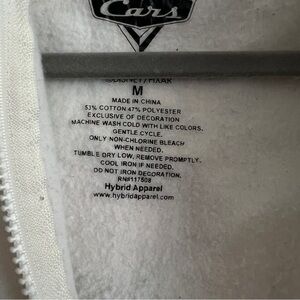 Cars
©DISNEY/PIXAR
M
MADE IN CHINA
53% COTTON 47% POLYESTER
EXCLUSIVE OF DECORATION
MACHINE WASH COLD WITH LIKE COLORS.
GENTLE CYCLE.
ONLY NON-CHLORINE BLEACH
WHEN NEEDED.
TUMBLE DRY LOW, REMOVE PROMPTLY.
COOL IRON IF NEEDED.
DO NOT IRON DECORATION.
RN#117508
Hybrid Apparel
www.hybridapparel.com